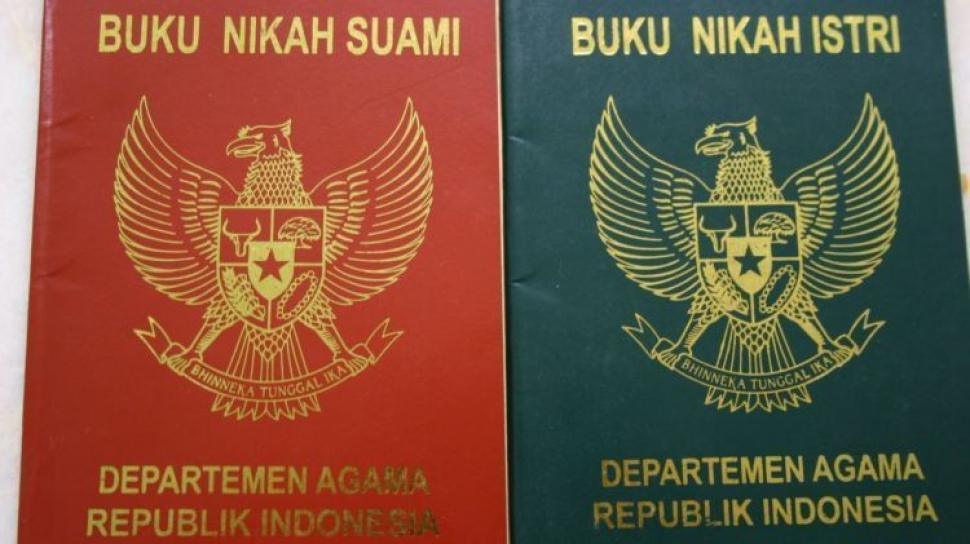 BUKU NIKAH SUAMI
BHINNEKA TUNGGAL IKA
DEPARTEMEN AGAMA
REPUBLIK INDONESIA
BUKU NIKAH ISTRI
BHINNEKA TUNGGAL IKA
DEPARTEMEN AGAMA
REPUBLIK INDONESIA